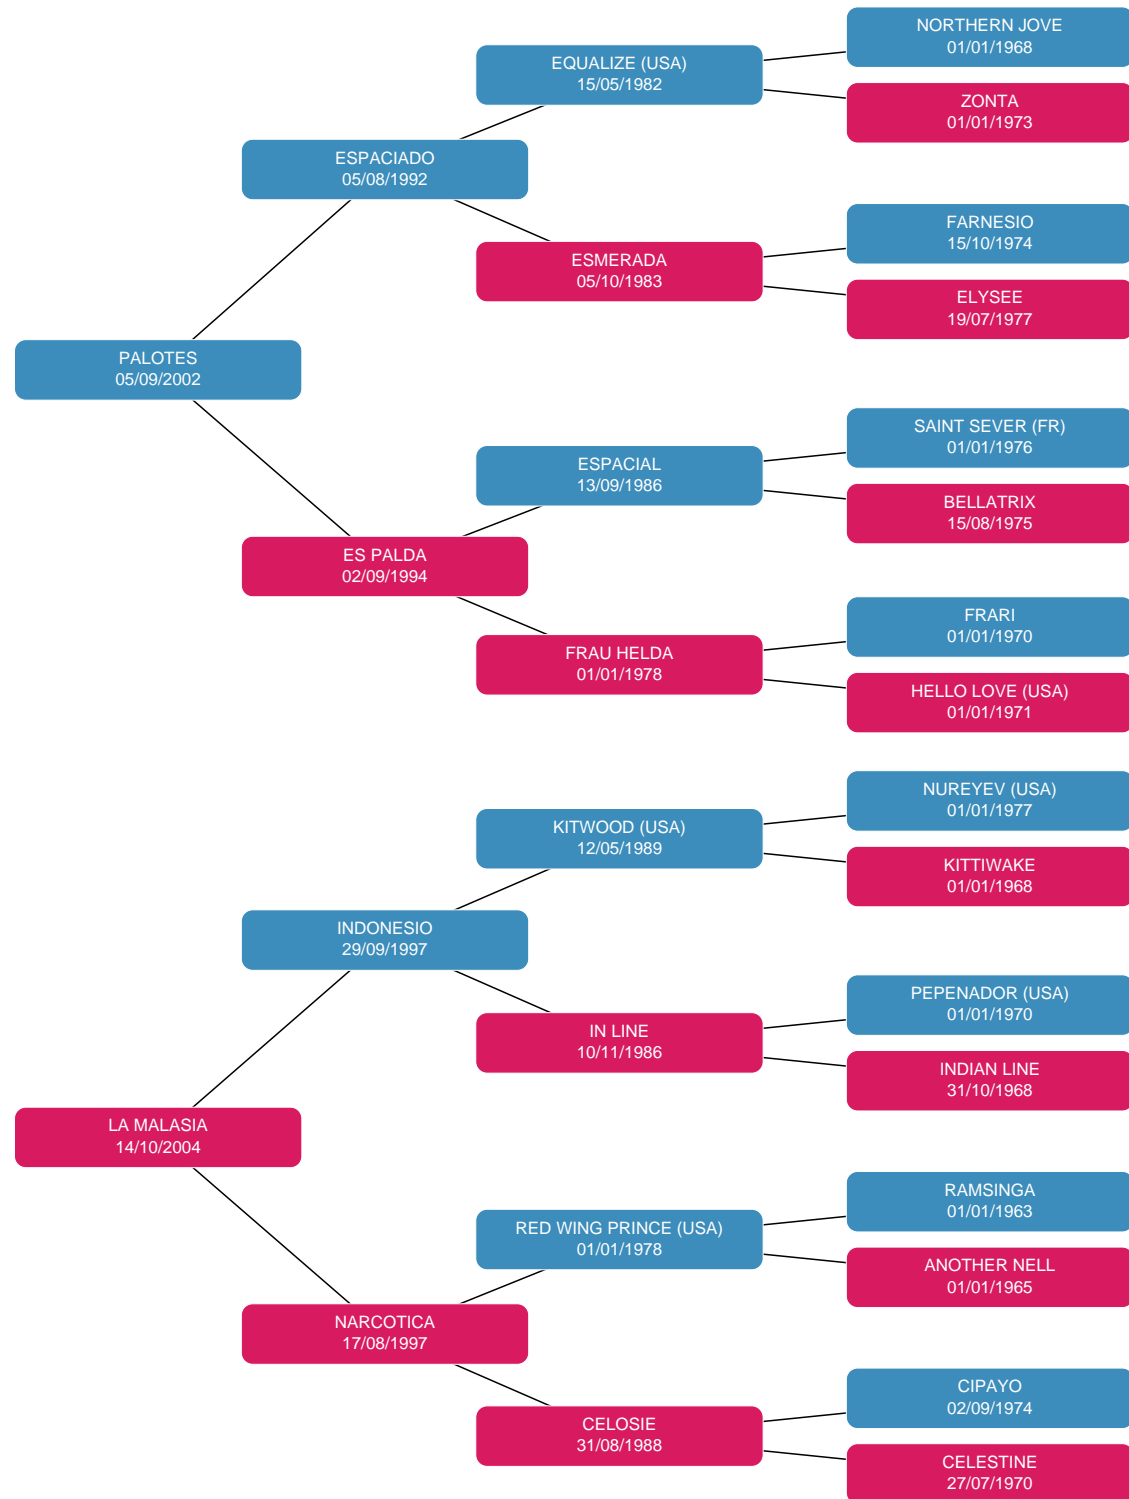 NORTHERN JOVE
01/01/1968
EQUALIZE (USA)
15/05/1982
ZONTA
01/01/1973
ESPACIADO
05/08/1992
FARNESIO
15/10/1974
ESMERADA
05/10/1983
ELYSEE
19/07/1977
PALOTES
05/09/2002
SAINT SEVER (FR)
01/01/1976
ESPACIAL
13/09/1986
BELLATRIX
15/08/1975
ES PALDA
02/09/1994
FRARI
01/01/1970
FRAU HELDA
01/01/1978
HELLO LOVE (USA)
01/01/1971
NUREYEV (USA)
01/01/1977
KITWOOD (USA)
12/05/1989
KITTIWAKE
01/01/1968
INDONESIO
29/09/1997
PEPENADOR (USA)
01/01/1970
IN LINE
10/11/1986
INDIAN LINE
31/10/1968
LA MALASIA
14/10/2004
RAMSINGA
01/01/1963
RED WING PRINCE (USA)
01/01/1978
ANOTHER NELL
01/01/1965
NARCOTICA
17/08/1997
CIPAYO
02/09/1974
CELOSIE
31/08/1988
CELESTINE
27/07/1970